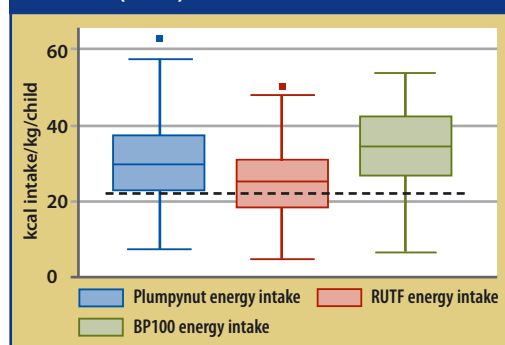 60
40
20
0
kcal intake/kg/child
Plumpynut energy intake
RUTF energy intake
BP100 energy intake